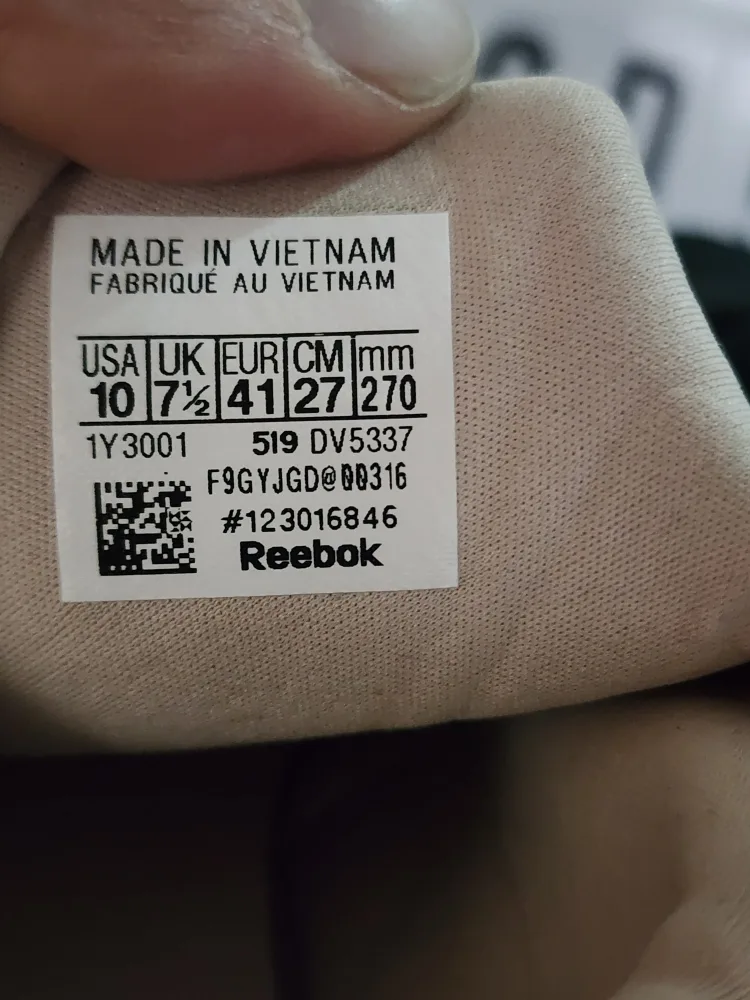 MADE IN VIETNAM
FABRIQUÉ AU VIETNAM
USA UK EUR CM mm
10 7½ 41 27 270
1Y3001 519 DV5337
F9GYJGD@00316
#123016846
Reebok